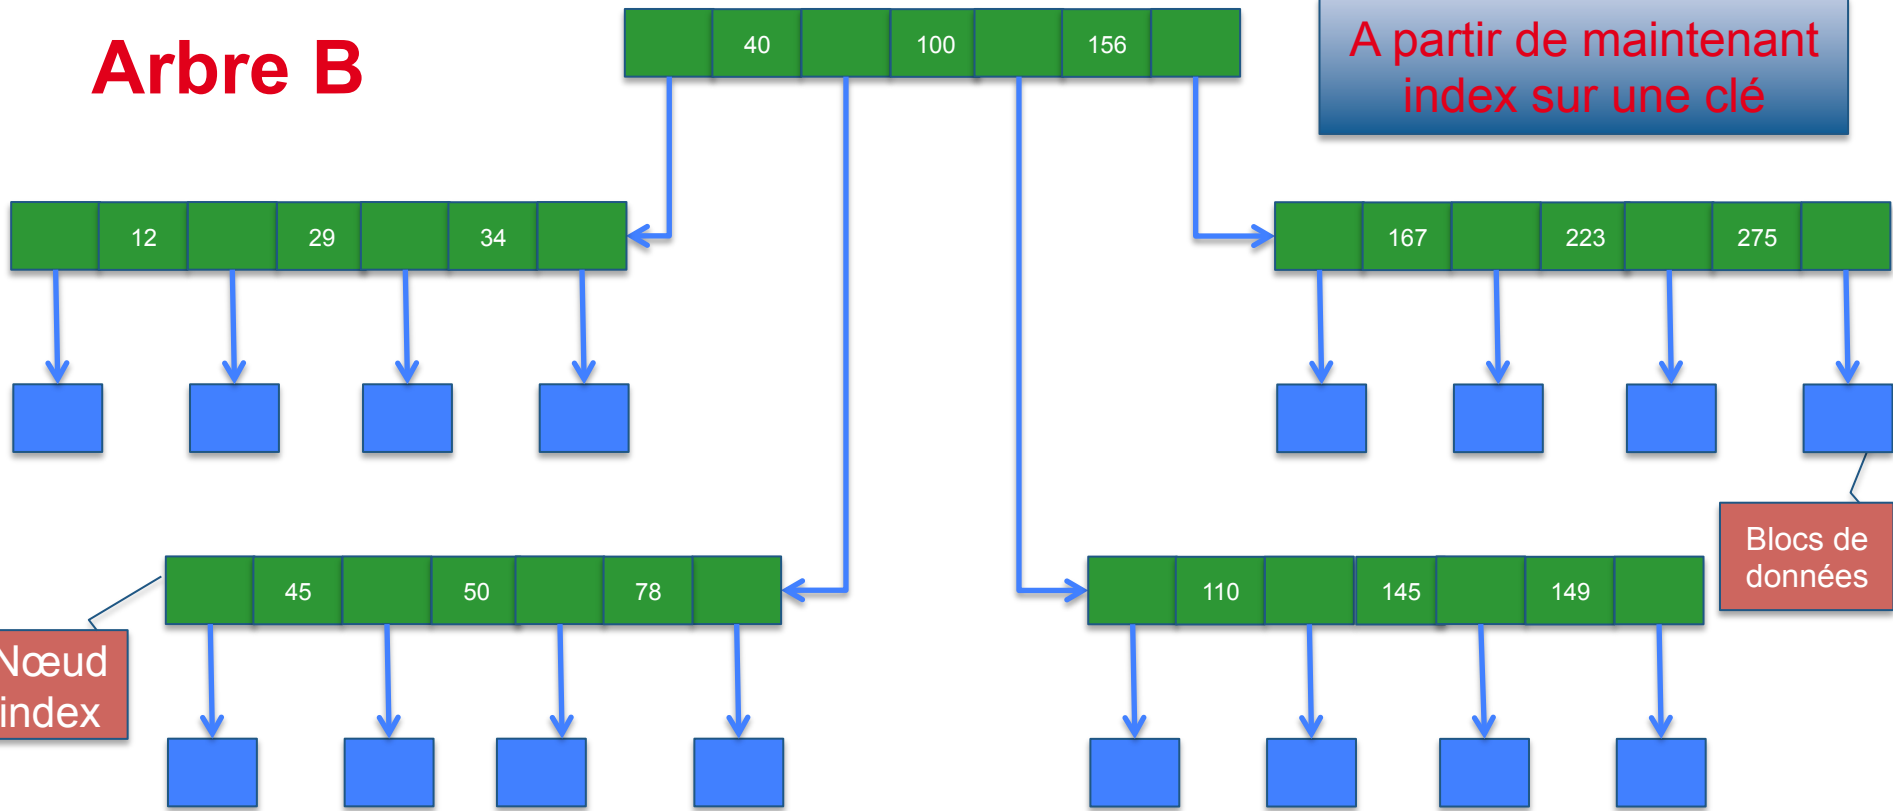 Arbre B
40 100 156
A partir de maintenant
index sur une clé
12 29 34
167 223 275
45 50 78
110 145 149
Blocs de
données
Nœud
index